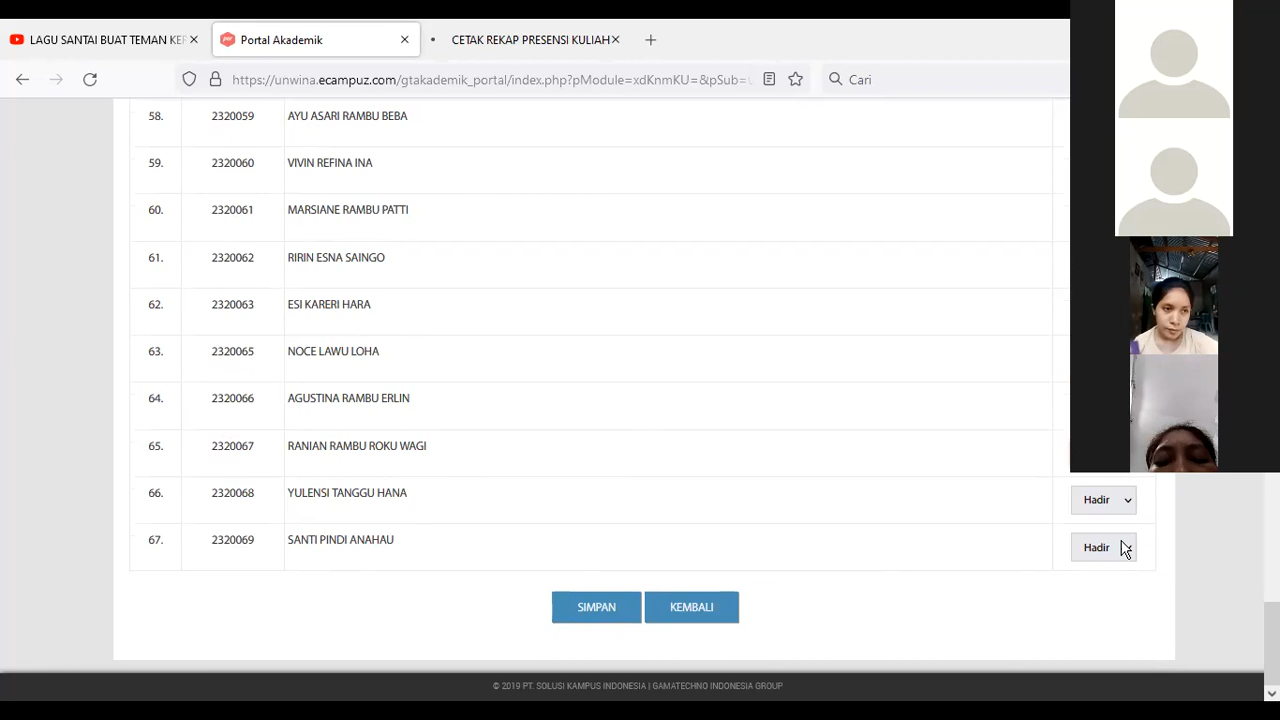 LAGU SANTAI BUAT TEMAN KER
Portal Akademik
CETAK REKAP PRESENSI KULIAH
https://unwina.ecampuz.com/gtakademik_portal/index.php?pModule=xdKnmKU=&pSub=
Cari
58. 2320059 AYU ASARI RAMBU BEBA
59. 2320060 VIVIN REFINA INA
60. 2320061 MARSIANE RAMBU PATTI
61. 2320062 RIRIN ESNA SAINGO
62. 2320063 ESI KARERI HARA
63. 2320065 NOCE LAWU LOHA
64. 2320066 AGUSTINA RAMBU ERLIN
65. 2320067 RANIAN RAMBU ROKU WAGI
66. 2320068 YULENSI TANGGU HANA Hadir
67. 2320069 SANTI PINDI ANAHAU Hadir
SIMPAN KEMBALI
© 2019 PT. SOLUSI KAMPUS INDONESIA | GAMATECHNO INDONESIA GROUP